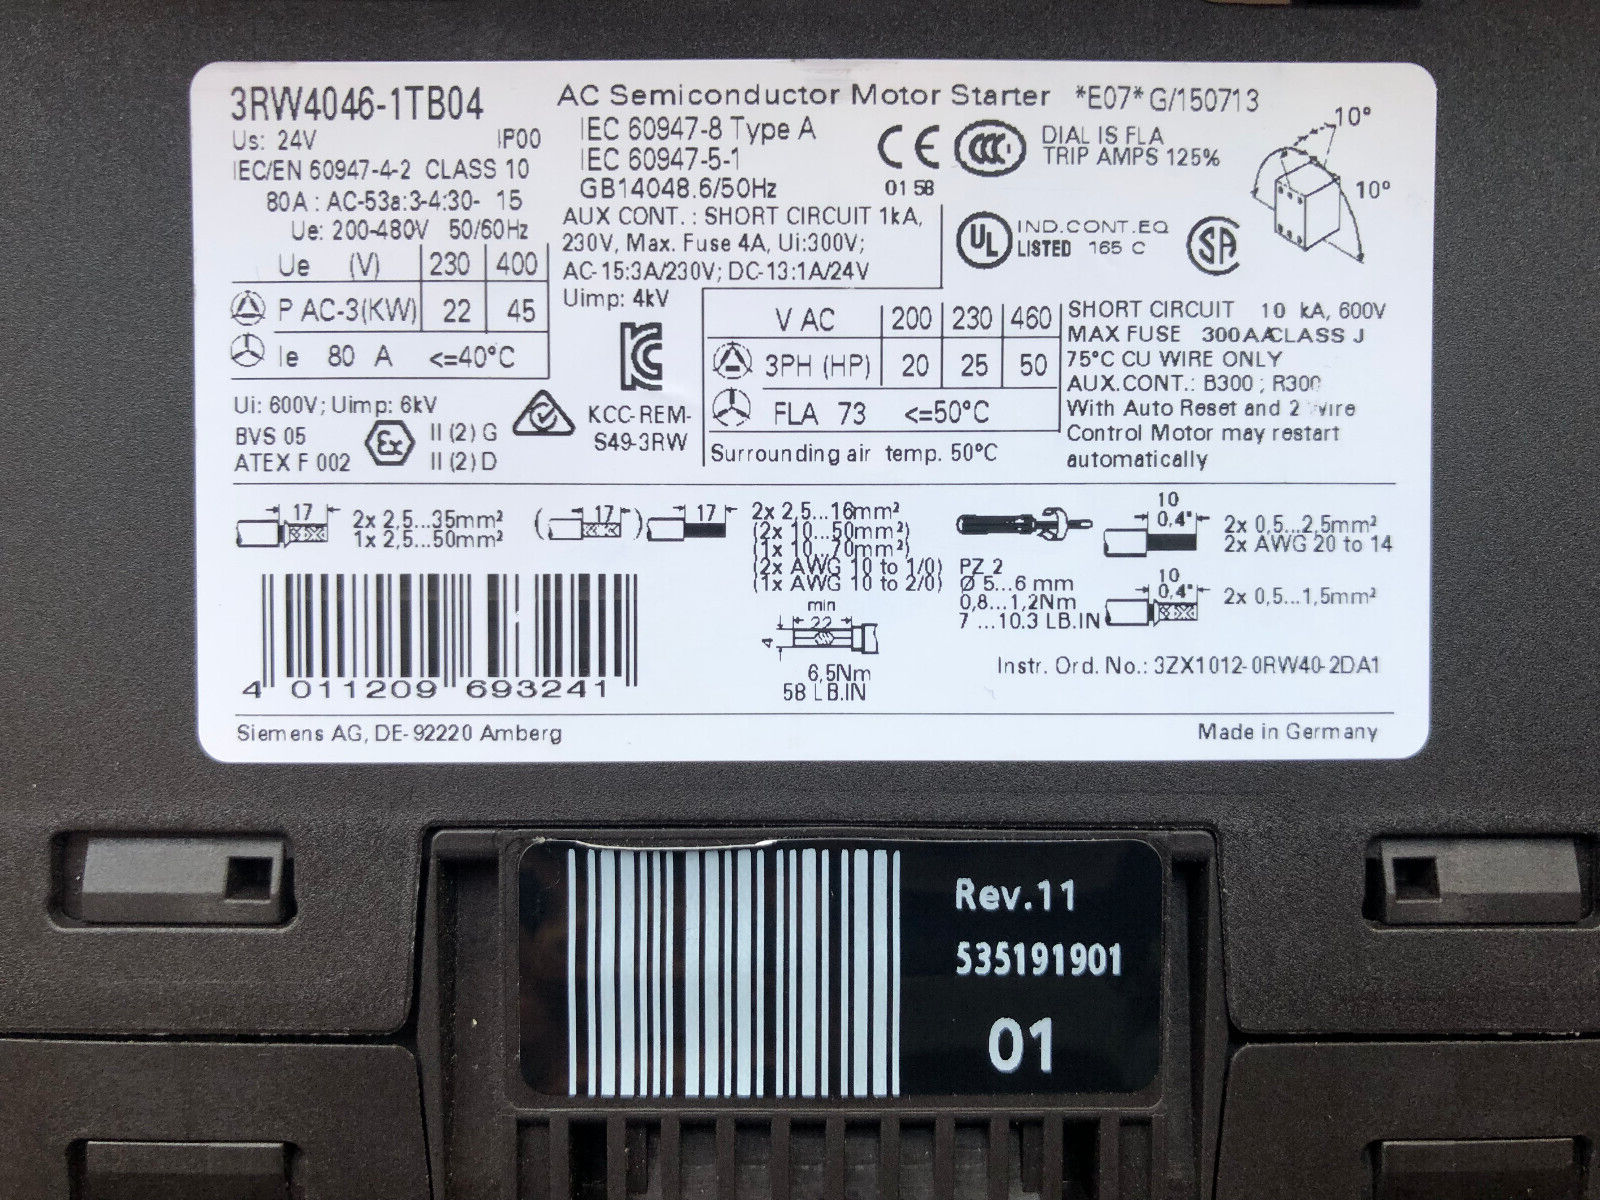 3RW4046-1TB04
Us: 24V IP00
IEC/EN 60947-4-2 CLASS 10
80A : AC-53a:3-4:30- 15
Ue: 200-480V 50/60Hz
Ue (V) 230 400
P AC-3(KW) 22 45
Ie 80 A <=40°C
Ui: 600V; Uimp: 6kV
BVS 05
ATEX F 002
Ex
II (2) G
II (2) D
AC Semiconductor Motor Starter *E07* G/150713
IEC 60947-8 Type A
IEC 60947-5-1
GB14048.6/50Hz
CE
01 58
CCC
DIAL IS FLA
TRIP AMPS 125%
10°
10°
AUX CONT. : SHORT CIRCUIT 1kA,
230V, Max. Fuse 4A, Ui:300V;
AC-15:3A/230V; DC-13:1A/24V
Uimp: 4kV
UL
IND.CONT.EQ
LISTED 165 C
SA
KCC-REM-
S49-3RW
V AC 200 230 460
3PH (HP) 20 25 50
FLA 73 <=50°C
Surrounding air temp. 50°C
SHORT CIRCUIT 10 kA, 600V
MAX FUSE 300AACLASS J
75°C CU WIRE ONLY
AUX.CONT.: B300 ; R300
With Auto Reset and 2 wire
Control Motor may restart
automatically
17
2x 2,5...35mm²
1x 2,5...50mm²
( 17 )
17
2x 2,5...16mm²
(2x 10...50mm²)
(1x 10...70mm²)
(2x AWG 10 to 1/0)
(1x AWG 10 to 2/0)
min
22
4
6,5Nm
58 LB.IN
PZ 2
Ø 5...6 mm
0,8...1,2Nm
7 ...10.3 LB.IN
10
0,4"
2x 0,5...2,5mm²
2x AWG 20 to 14
10
0,4"
2x 0,5...1,5mm²
Instr. Ord. No.: 3ZX1012-0RW40-2DA1
4 011209 693241
Siemens AG, DE-92220 Amberg
Made in Germany
Rev.11
535191901
01